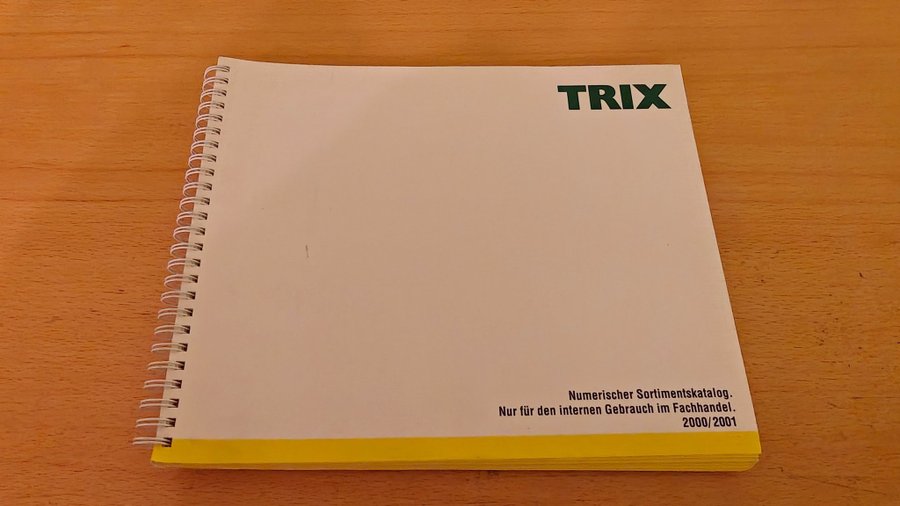 TRIX
Numerischer Sortimentskatalog.
Nur für den internen Gebrauch im Fachhandel.
2000/2001